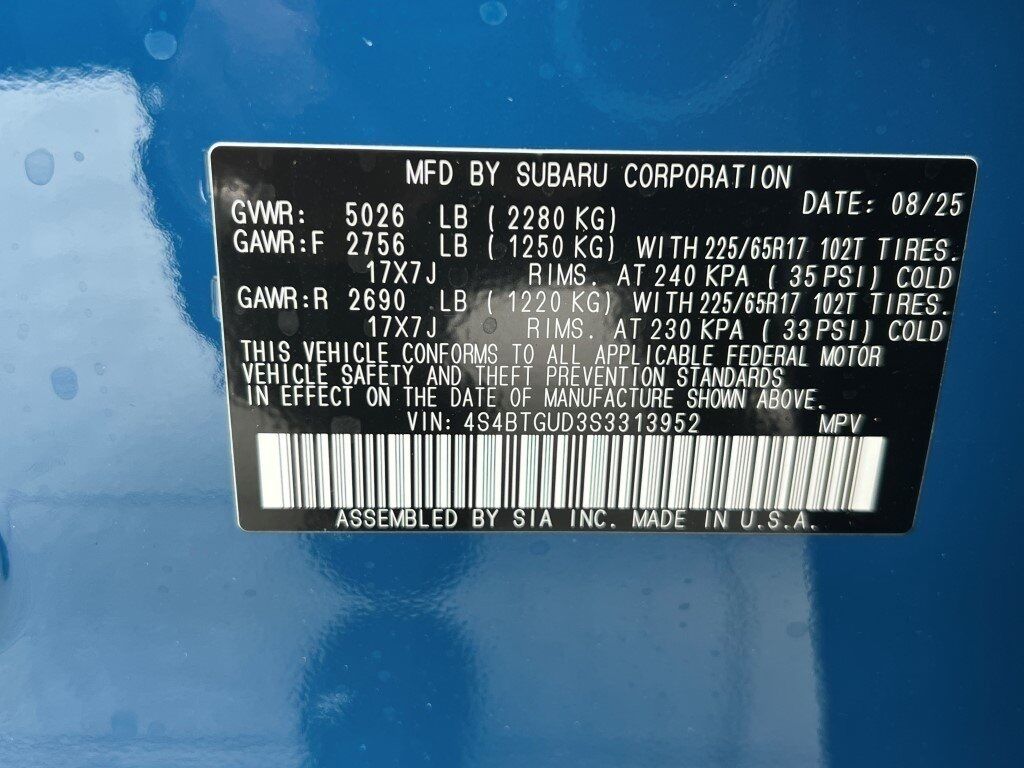 MFD BY SUBARU CORPORATION
DATE: 08/25
GVWR: 5026 LB ( 2280 KG)
GAWR:F 2756 LB ( 1250 KG) WITH 225/65R17 102T TIRES.
17X7J RIMS. AT 240 KPA ( 35 PSI) COLD
GAWR:R 2690 LB ( 1220 KG) WITH 225/65R17 102T TIRES.
17X7J RIMS. AT 230 KPA ( 33 PSI) COLD
THIS VEHICLE CONFORMS TO ALL APPLICABLE FEDERAL MOTOR
VEHICLE SAFETY AND THEFT PREVENTION STANDARDS
IN EFFECT ON THE DATE OF MANUFACTURE SHOWN ABOVE.
VIN: 4S4BTGUD3S3313952 MPV
ASSEMBLED BY SIA INC. MADE IN U.S.A.